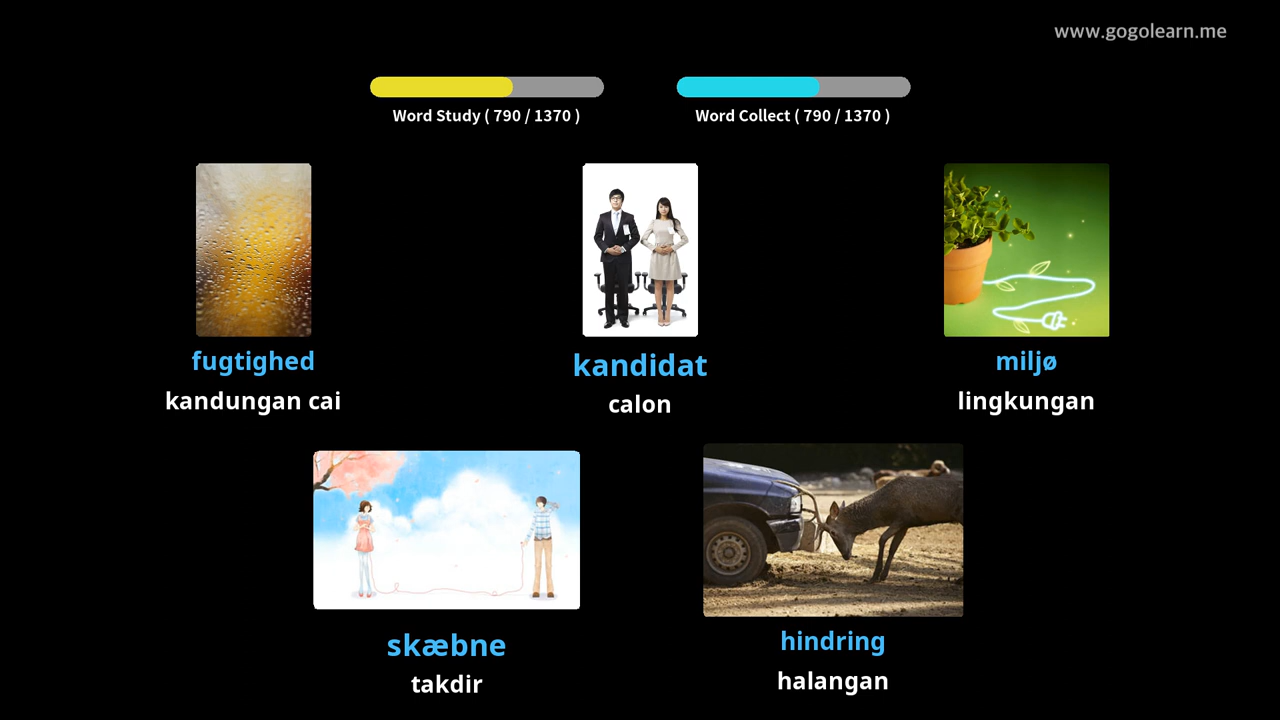 www.gogolearn.me
Word Study ( 790 / 1370 )
Word Collect ( 790 / 1370 )
fugtighed
kandungan cai
kandidat
calon
miljø
lingkungan
skæbne
takdir
hindring
halangan